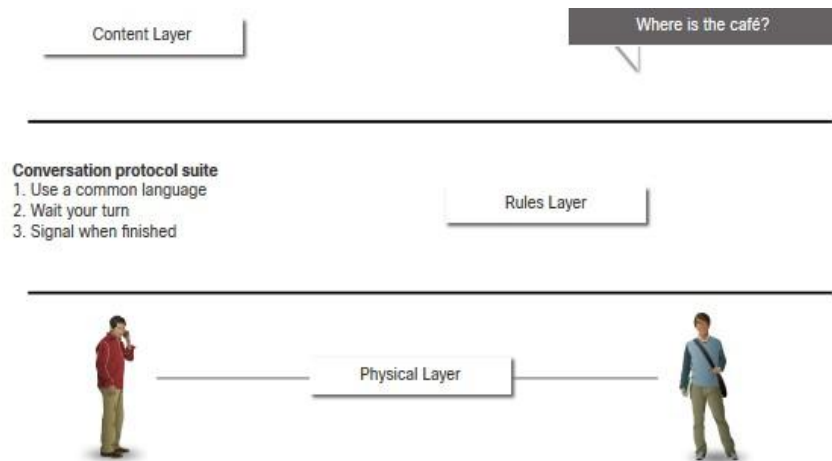 Content Layer
Where is the café?
Conversation protocol suite
1. Use a common language
2. Wait your turn
3. Signal when finished
Rules Layer
Physical Layer